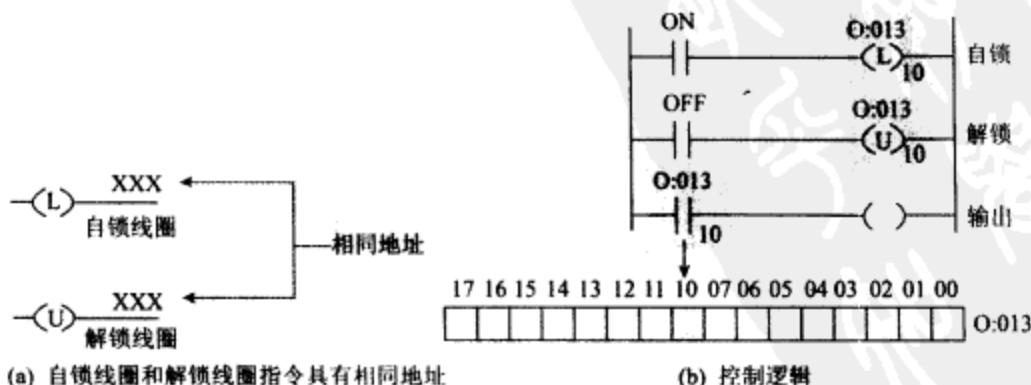 XXX
(L)
自锁线圈
相同地址
XXX
(U)
解锁线圈
(a) 自锁线圈和解锁线圈指令具有相同地址
ON
O:013
(L)
10
自锁
OFF
O:013
(U)
10
解锁
O:013
10
输出
17 16 15 14 13 12 11 10 07 06 05 04 03 02 01 00
O:013
(b) 控制逻辑